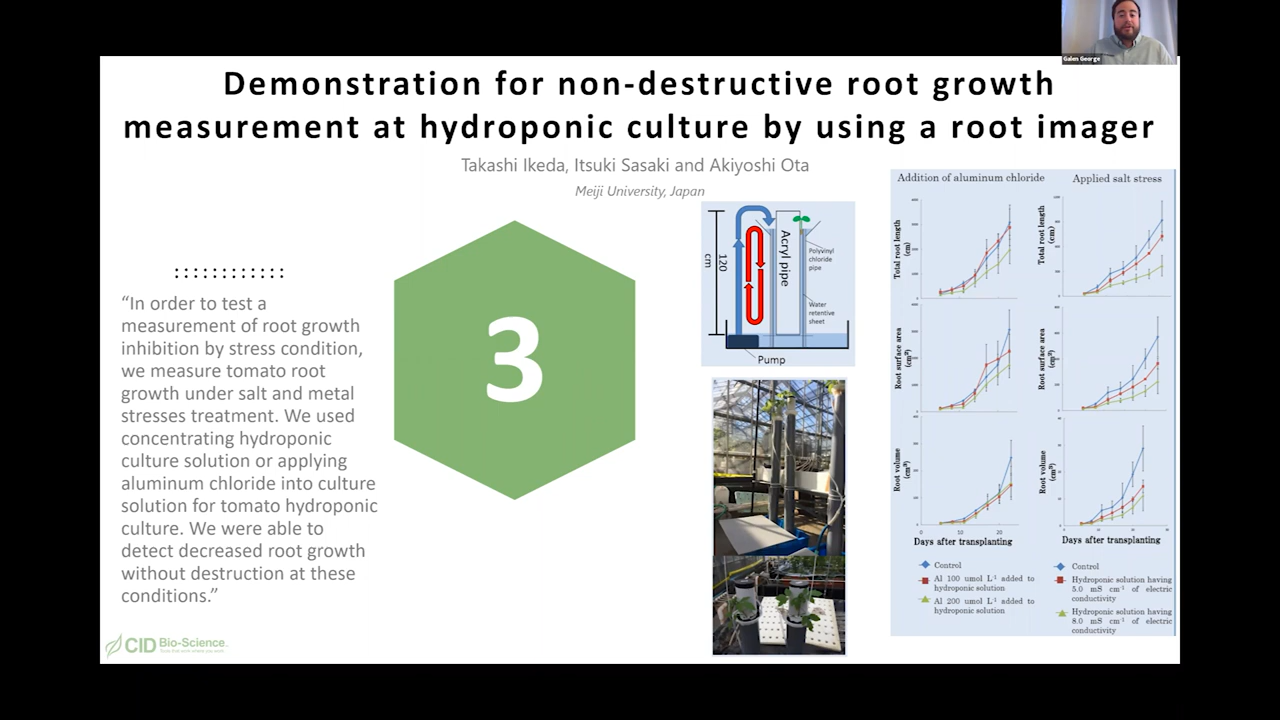 Galen George
Demonstration for non-destructive root growth
measurement at hydroponic culture by using a root imager
Takashi Ikeda, Itsuki Sasaki and Akiyoshi Ota
Meiji University, Japan
“In order to test a
measurement of root growth
inhibition by stress condition,
we measure tomato root
growth under salt and metal
stresses treatment. We used
concentrating hydroponic
culture solution or applying
aluminum chloride into culture
solution for tomato hydroponic
culture. We were able to
detect decreased root growth
without destruction at these
conditions.”
3
120
cm
Acryl pipe
Polyvinyl
chloride
pipe
Water
retentive
sheet
Pump
Addition of aluminum chloride
Applied salt stress
Total root length
(cm)
Total root length
(cm)
Root surface area
(cm²)
Root surface area
(cm²)
Root volume
(cm³)
Root volume
(cm³)
Days after transplanting
Days after transplanting
Control
Al 100 umol L⁻¹ added to
hydroponic solution
Al 200 umol L⁻¹ added to
hydroponic solution
Control
Hydroponic solution having
5.0 mS cm⁻¹ of electric
conductivity
Hydroponic solution having
8.0 mS cm⁻¹ of electric
conductivity
CID Bio-Science